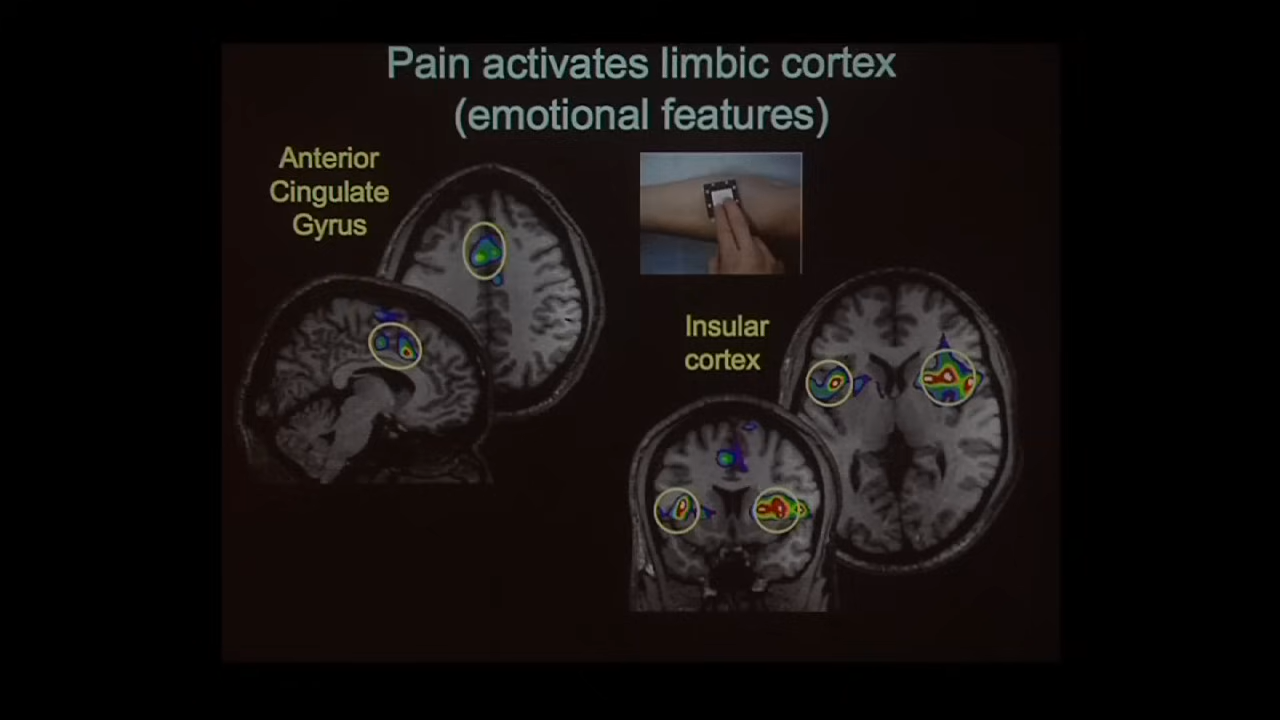 Pain activates limbic cortex
(emotional features)
Anterior
Cingulate
Gyrus
Insular
cortex